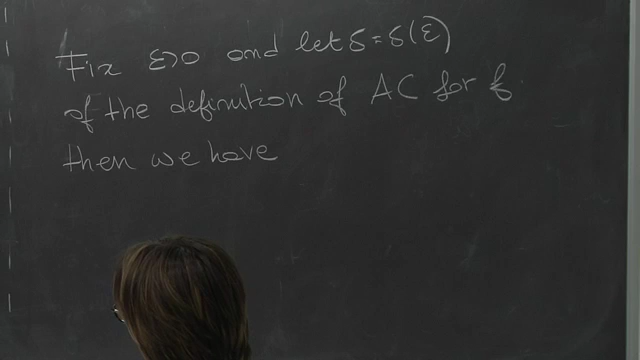 Fix ε>0 and let δ=δ(ε)
of the definition of AC for f.
then we have